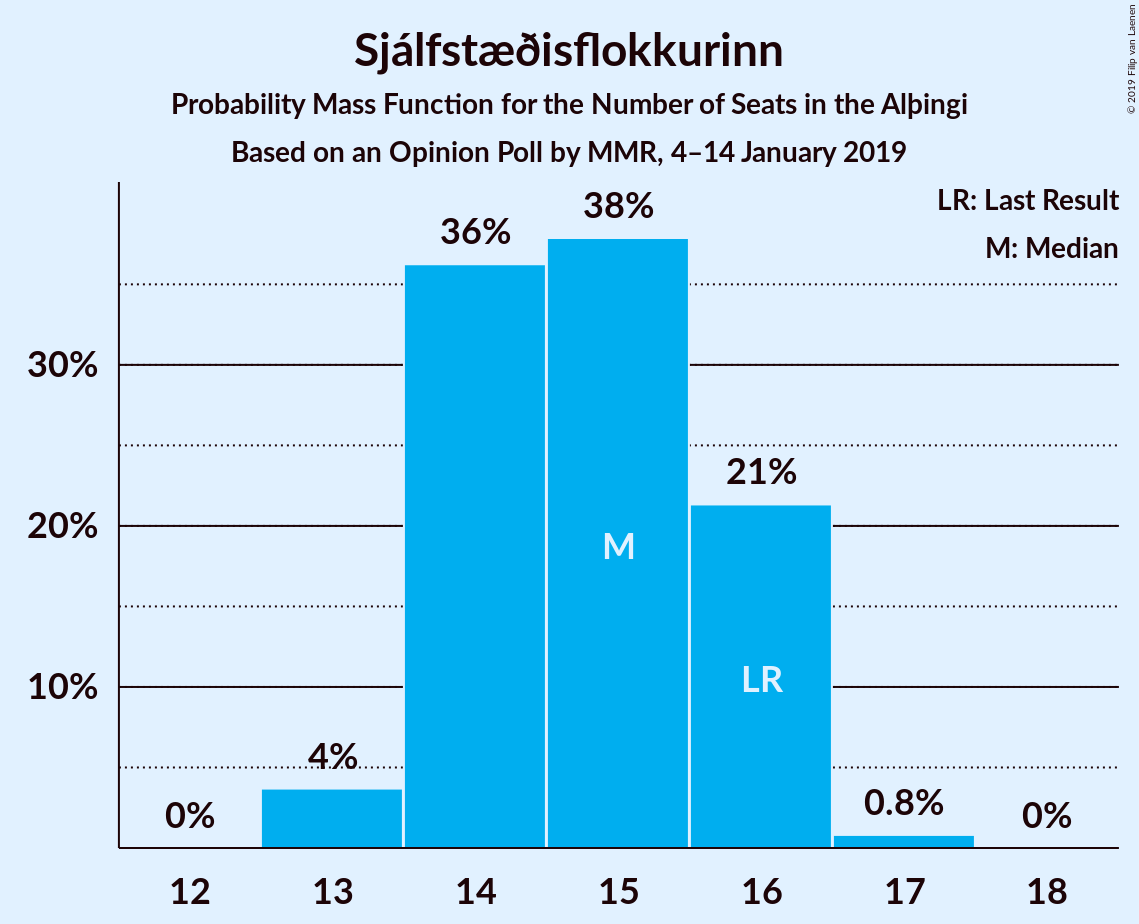 Sjálfstæðisflokkurinn
Probability Mass Function for the Number of Seats in the Alþingi
Based on an Opinion Poll by MMR, 4–14 January 2019
© 2019 Filip van Laenen
LR: Last Result
M: Median
38%
36%
30%
21%
20%
M
LR
10%
4%
0.8%
0%
0%
12 13 14 15 16 17 18